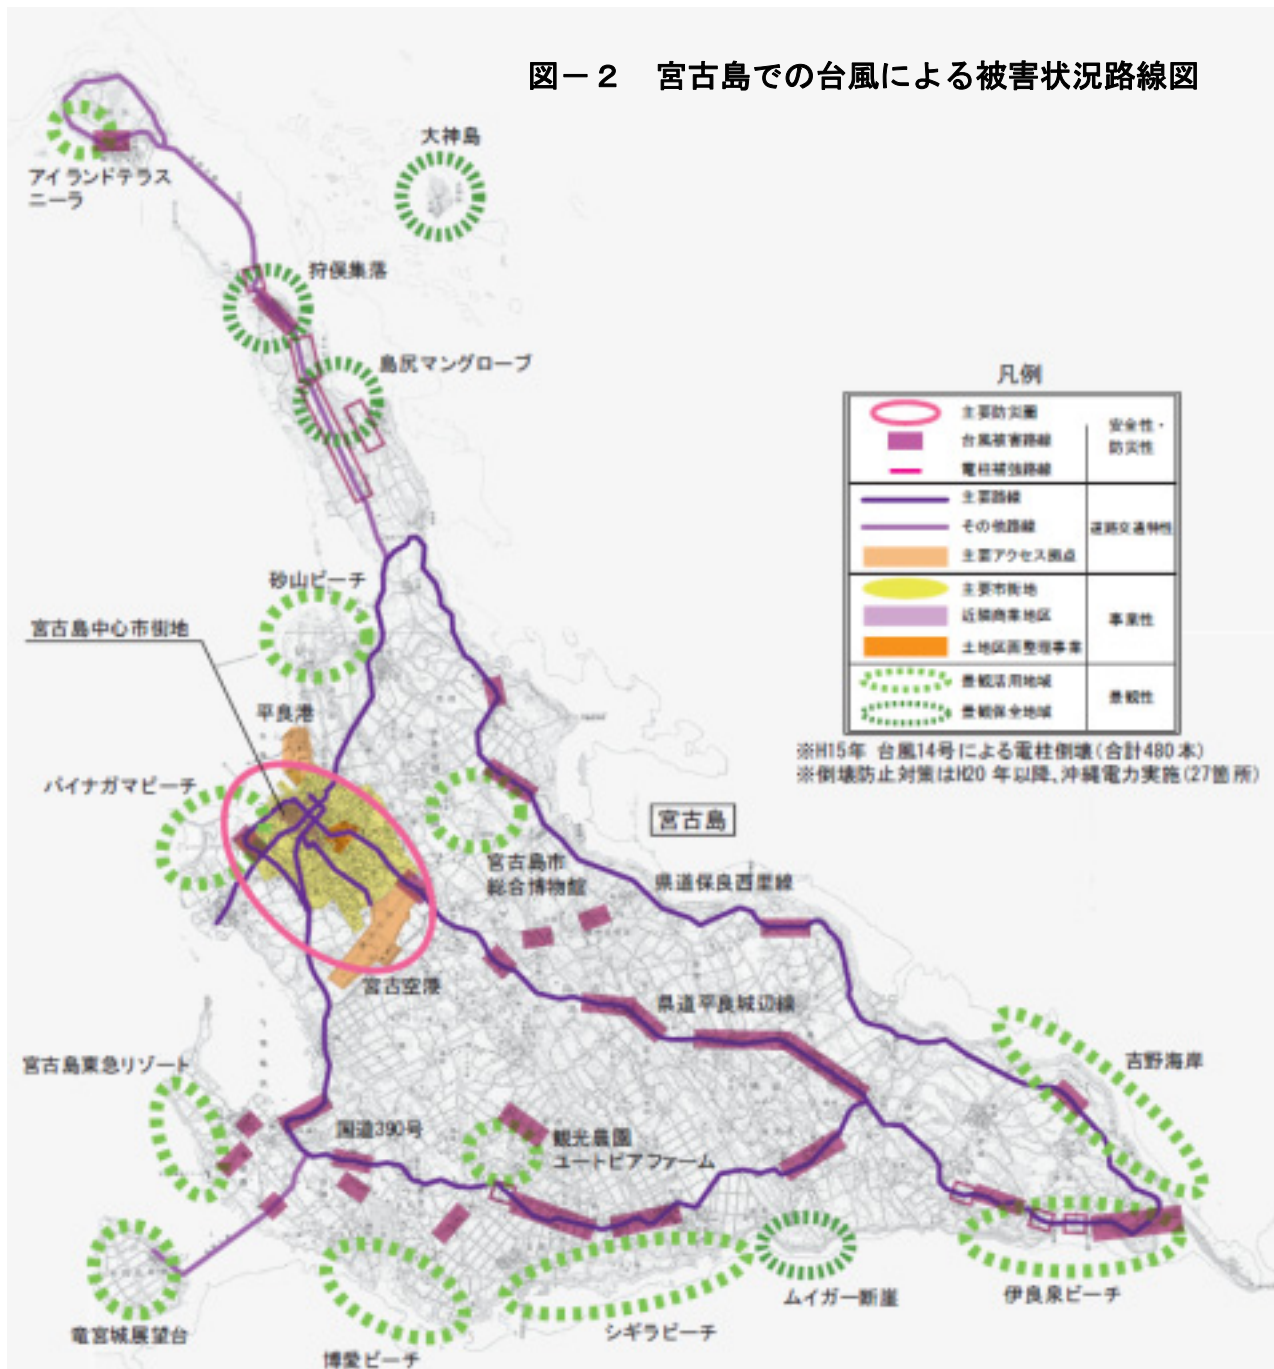 図－２　宮古島での台風による被害状況路線図
大神島
アイランドテラス
ニーラ
狩俣集落
島尻マングローブ
凡例
主要防災圏
台風被害路線
電柱補強路線
安全性・
防災性
主要路線
その他路線
主要アクセス拠点
道路交通特性
主要市街地
近隣商業地区
土地区画整理事業
事業性
景観活用地域
景観保全地域
景観性
※H15年 台風14号による電柱倒壊(合計480本)
※倒壊防止対策はH20年以降、沖縄電力実施(27箇所)
砂山ビーチ
宮古島中心市街地
平良港
パイナガマビーチ
宮古島
宮古島市
総合博物館
県道保良西里線
宮古空港
県道平良城辺線
吉野海岸
宮古島東急リゾート
国道390号
観光農園
ユートピアファーム
ムイガー断崖
伊良泉ビーチ
シギラビーチ
竜宮城展望台
博愛ビーチ